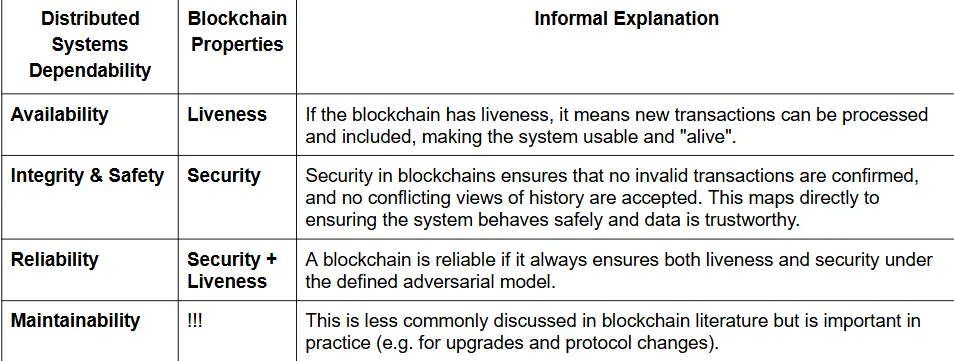 Distributed Systems Dependability
Blockchain Properties
Informal Explanation
Availability
Liveness
If the blockchain has liveness, it means new transactions can be processed
and included, making the system usable and "alive".
Integrity & Safety
Security
Security in blockchains ensures that no invalid transactions are confirmed,
and no conflicting views of history are accepted. This maps directly to
ensuring the system behaves safely and data is trustworthy.
Reliability
Security +
Liveness
A blockchain is reliable if it always ensures both liveness and security under
the defined adversarial model.
Maintainability
!!!
This is less commonly discussed in blockchain literature but is important in
practice (e.g. for upgrades and protocol changes).